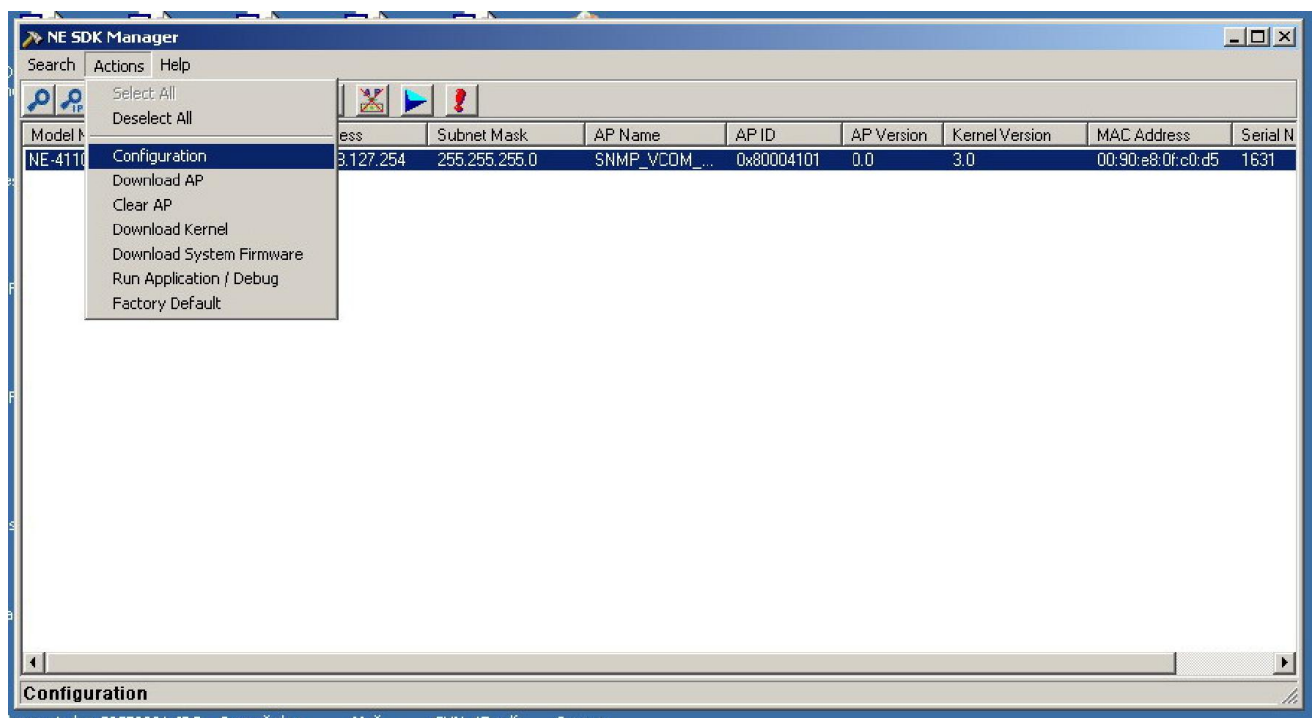 NE SDK Manager
Search Actions Help
Select All
Deselect All
Configuration
Download AP
Clear AP
Download Kernel
Download System Firmware
Run Application / Debug
Factory Default
IP
Model ess Subnet Mask AP Name AP ID AP Version Kernel Version MAC Address Serial N
NE-4110 3.127.254 255.255.255.0 SNMP_VCOM_... 0x80004101 0.0 3.0 00:90:e8:0f:c0:d5 1631
Configuration